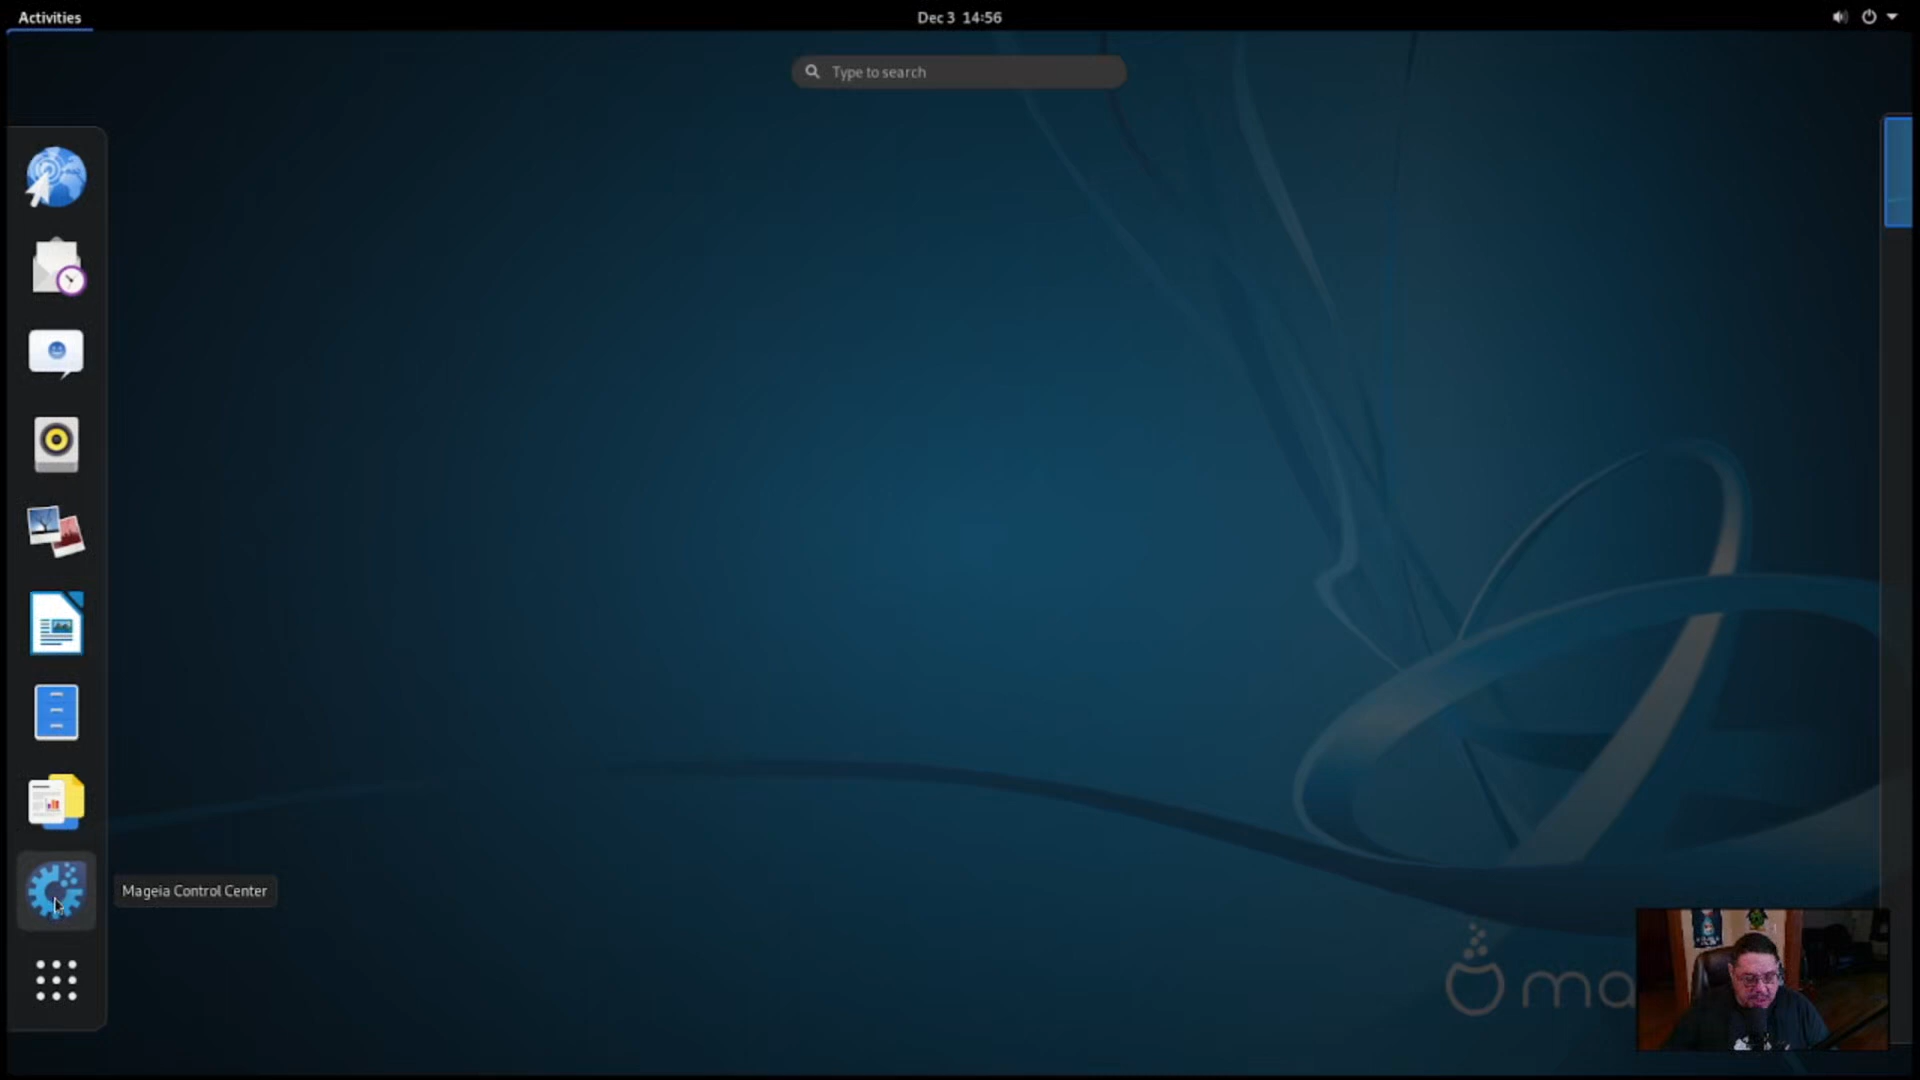 Activities
Dec 3 14:56
Type to search
Mageia Control Center
ma